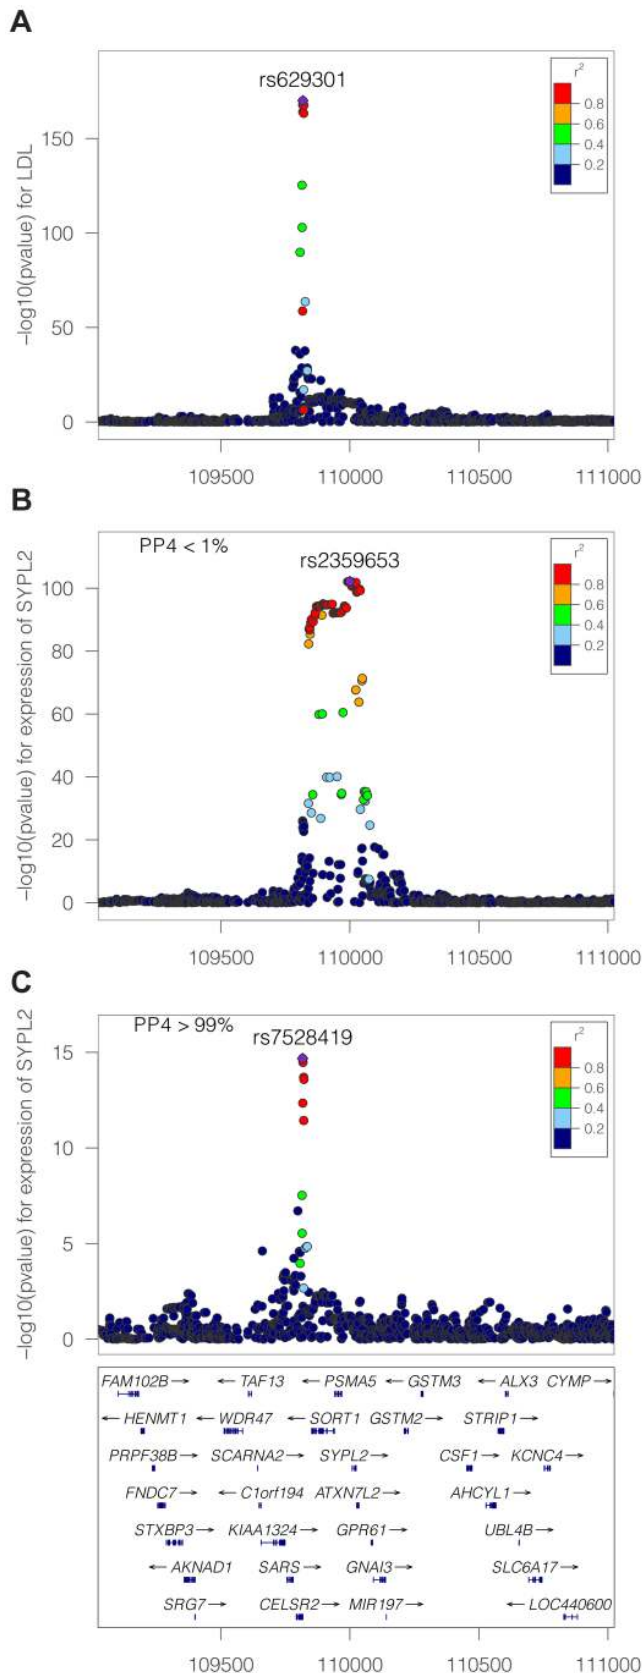 A
rs629301
r²
0.8
0.6
0.4
0.2
−log10(pvalue) for LDL
150
100
50
0
109500 110000 110500 111000
B
PP4 < 1%
rs2359653
r²
0.8
0.6
0.4
0.2
−log10(pvalue) for expression of SYPL2
100
80
60
40
20
0
109500 110000 110500 111000
C
PP4 > 99%
rs7528419
r²
0.8
0.6
0.4
0.2
−log10(pvalue) for expression of SYPL2
15
10
5
0
FAM102B→ ←TAF13 ←PSMA5 ←GSTM3 ←ALX3 CYMP→
←HENMT1 ←WDR47 ←SORT1 GSTM2→ STRIP1→
PRPF38B→ SCARNA2→ SYPL2→ CSF1→ KCNC4→
FNDC7→ ←C1orf194 ATXN7L2→ AHCYL1→
STXBP3→ KIAA1324→ GPR61→ UBL4B→
←AKNAD1 SARS→ GNAI3→ SLC6A17→
SRG7→ CELSR2→ MIR197→ ←LOC440600
109500 110000 110500 111000